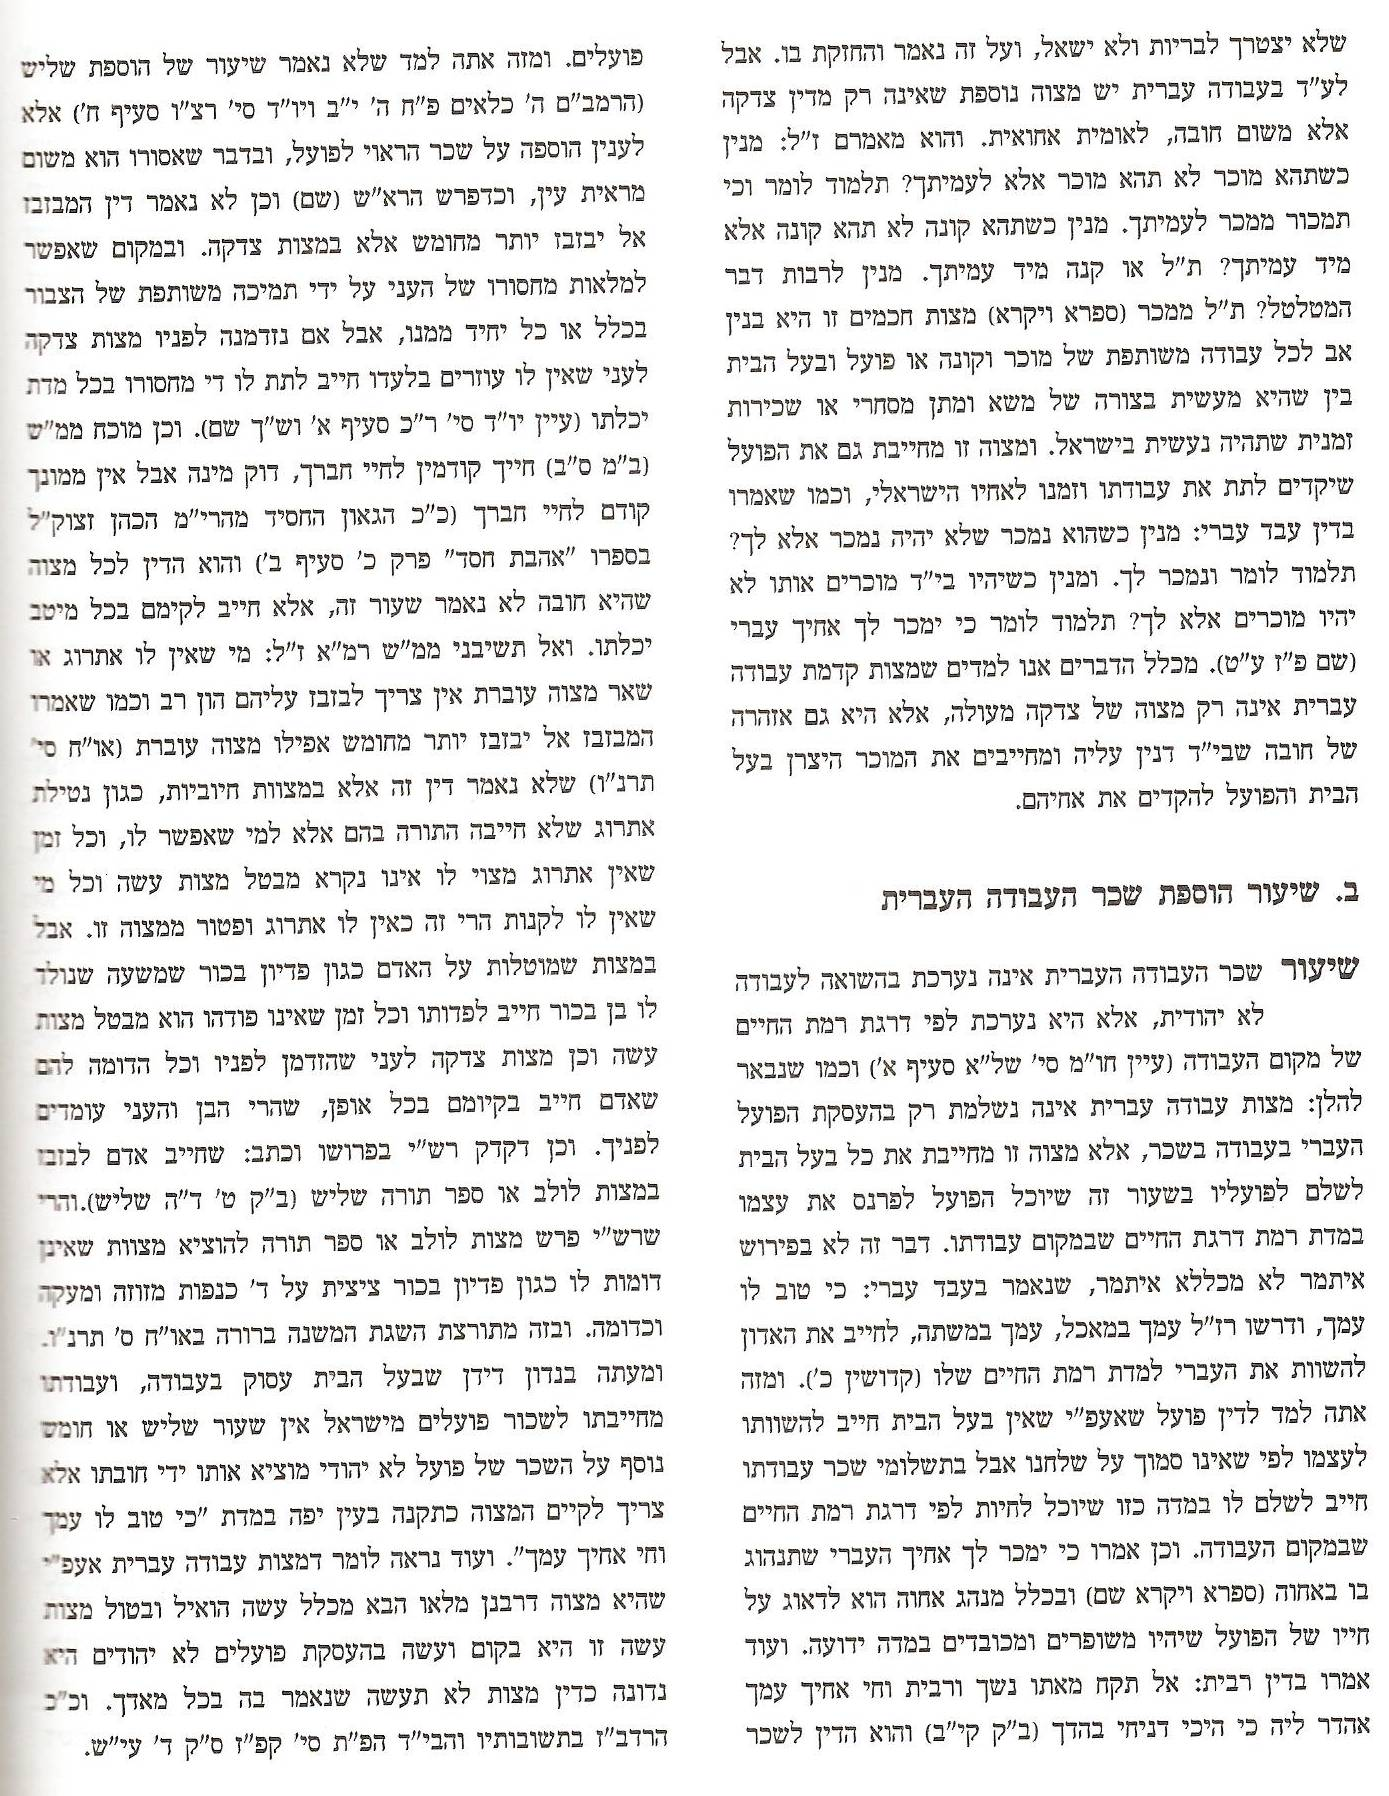 שלא יצטרך לבריות ולא ישאל, ועל זה נאמר והחזקת בו. אבל
לע"ד בעבודה עברית יש מצוה נוספת שאינה רק מדין צדקה
אלא משום חובה, לאומית אחואית. והוא מאמרם ז"ל: מנין
כשתהא מוכר לא תהא מוכר אלא לעמיתך? תלמוד לומר וכי
תמכור ממכר לעמיתך. מנין כשתהא קונה לא תהא קונה אלא
מיד עמיתך? ת"ל או קנה מיד עמיתך. מנין לרבות דבר
המטלטל? ת"ל ממכר (ספרא ויקרא) מצות חכמים זו היא בנין
אב לכל עבודה משותפת של מוכר וקונה או פועל ובעל הבית
בין שהיא מעשית בצורה של משא ומתן מסחרי או שכירות
זמנית שתהיה נעשית בישראל. ומצוה זו מחייבת גם את הפועל
שיקדים לתת את עבודתו וזמנו לאחיו הישראלי, וכמו שאמרו
בדין עבד עברי: מנין כשהוא נמכר שלא יהיה נמכר אלא לך?
תלמוד לומר ונמכר לך. ומנין כשיהיו בי"ד מוכרים אותו לא
יהיו מוכרים אלא לך? תלמוד לומר כי ימכר לך אחיך עברי
(שם פ"ז ע"ט). מכלל הדברים אנו למדים שמצות קדמת עבודה
עברית אינה רק מצוה של צדקה מעולה, אלא היא גם אזהרה
של חובה שבי"ד דנין עליה ומחייבים את המוכר היצרן בעל
הבית והפועל להקדים את אחיהם.
ב. שיעור הוספת שכר העבודה העברית
שיעור שכר העבודה העברית אינה נערכת בהשואה לעבודה
לא יהודית, אלא היא נערכת לפי דרגת רמת החיים
של מקום העבודה (עיין חו"מ סי' של"א סעיף א') וכמו שנבאר
להלן: מצות עבודה עברית אינה נשלמת רק בהעסקת הפועל
העברי בעבודה בשכר, אלא מצוה זו מחייבת את כל בעל הבית
לשלם לפועליו בשעור זה שיוכל הפועל לפרנס את עצמו
במדת רמת דרגת החיים שבמקום עבודתו. דבר זה לא בפירוש
איתמר לא מכללא איתמר, שנאמר בעבד עברי: כי טוב לו
עמך, ודרשו רז"ל עמך במאכל, עמך במשתה, לחייב את האדון
להשוות את העברי למדת רמת החיים שלו (קדושין כ'). ומזה
אתה למד לדין פועל שאעפ"י שאין בעל הבית חייב להשוותו
לעצמו לפי שאינו סמוך על שלחנו אבל בתשלומי שכר עבודתו
חייב לשלם לו במדה כזו שיוכל לחיות לפי דרגת רמת החיים
שבמקום העבודה. וכן אמרו כי ימכר לך אחיך העברי שתנהוג
בו באחוה (ספרא ויקרא שם) ובכלל מנהג אחוה הוא לדאוג על
חייו של הפועל שיהיו משופרים ומכובדים במדה ידועה. ועוד
אמרו בדין רבית: אל תקח מאתו נשך ורבית וחי אחיך עמך
אהדר ליה כי היכי דניחי בהדך (ב"ק קי"ב) והוא הדין לשכר
פועלים. ומזה אתה למד שלא נאמר שיעור של הוספת שליש
(הרמב"ם ה' כלאים פ"ח ה' י"ב ויו"ד סי' רצ"ו סעיף ח') אלא
לענין הוספה על שכר הראוי לפועל, ובדבר שאסורו הוא משום
מראית עין, וכדפרש הרא"ש (שם) וכן לא נאמר דין המבזבז
אל יבזבז יותר מחומש אלא במצות צדקה. ובמקום שאפשר
למלאות מחסורו של העני על ידי תמיכה משותפת של הצבור
בכלל או כל יחיד ממנו, אבל אם נזדמנה לפניו מצות צדקה
לעני שאין לו עוזרים בלעדו חייב לתת לו די מחסורו בכל מדת
יכלתו (עיין יו"ד סי' ר"כ סעיף א' וש"ך שם). וכן מוכח ממ"ש
(ב"מ ס"ב) חייך קודמין לחיי חברך, דוק מינה אבל אין ממונך
קודם לחיי חברך (כ"כ הגאון החסיד מהרי"מ הכהן זצוק"ל
בספרו "אהבת חסד" פרק כ' סעיף ב') והוא הדין לכל מצוה
שהיא חובה לא נאמר שעור זה, אלא חייב לקימם בכל מיטב
יכלתו. ואל תשיבני ממ"ש רמ"א ז"ל: מי שאין לו אתרוג או
שאר מצוה עוברת אין צריך לבזבז עליהם הון רב וכמו שאמרו
המבזבז אל יבזבז יותר מחומש אפילו מצוה עוברת (או"ח סי'
תרנ"ו) שלא נאמר דין זה אלא במצוות חיוביות, כגון נטילת
אתרוג שלא חייבה התורה בהם אלא למי שאפשר לו, וכל זמן
שאין אתרוג מצוי לו אינו נקרא מבטל מצות עשה וכל מי
שאין לו לקנות הרי זה כאין לו אתרוג ופטור ממצוה זו. אבל
במצות שמוטלות על האדם כגון פדיון בכור שמשעה שנולד
לו בן בכור חייב לפדותו וכל זמן שאינו פודהו הוא מבטל מצות
עשה וכן מצות צדקה לעני שהזדמן לפניו וכל הדומה להם
שאדם חייב בקיומם בכל אופן, שהרי הבן והעני עומדים
לפניך. וכן דקדק רש"י בפרושו וכתב: שחייב אדם לבזבז
במצות לולב או ספר תורה שליש (ב"ק ט' ד"ה שליש).והרי
שרש"י פרש מצות לולב או ספר תורה להוציא מצוות שאינן
דומות לו כגון פדיון בכור ציצית על ד' כנפות מזוזה ומעקה
וכדומה. ובזה מתורצת השגת המשנה ברורה באו"ח ס' תרנ"ו.
ומעתה בנדון דידן שבעל הבית עסוק בעבודה, ועבודתו
מחייבתו לשכור פועלים מישראל אין שעור שליש או חומש
נוסף על השכר של פועל לא יהודי מוציא אותו ידי חובתו אלא
צריך לקיים המצוה כתקנה בעין יפה במדת "כי טוב לו עמך
וחי אחיך עמך". ועוד נראה לומר דמצות עבודה עברית אעפ"י
שהיא מצוה דרבנן מלאו הבא מכלל עשה הואיל ובטול מצות
עשה זו היא בקום ועשה בהעסקת פועלים לא יהודים היא
נדונה כדין מצות לא תעשה שנאמר בה בכל מאדך. וכ"כ
הרדב"ז בתשובותיו והבי"ד הפ"ת סי' קפ"ז ס"ק ד' עי"ש.